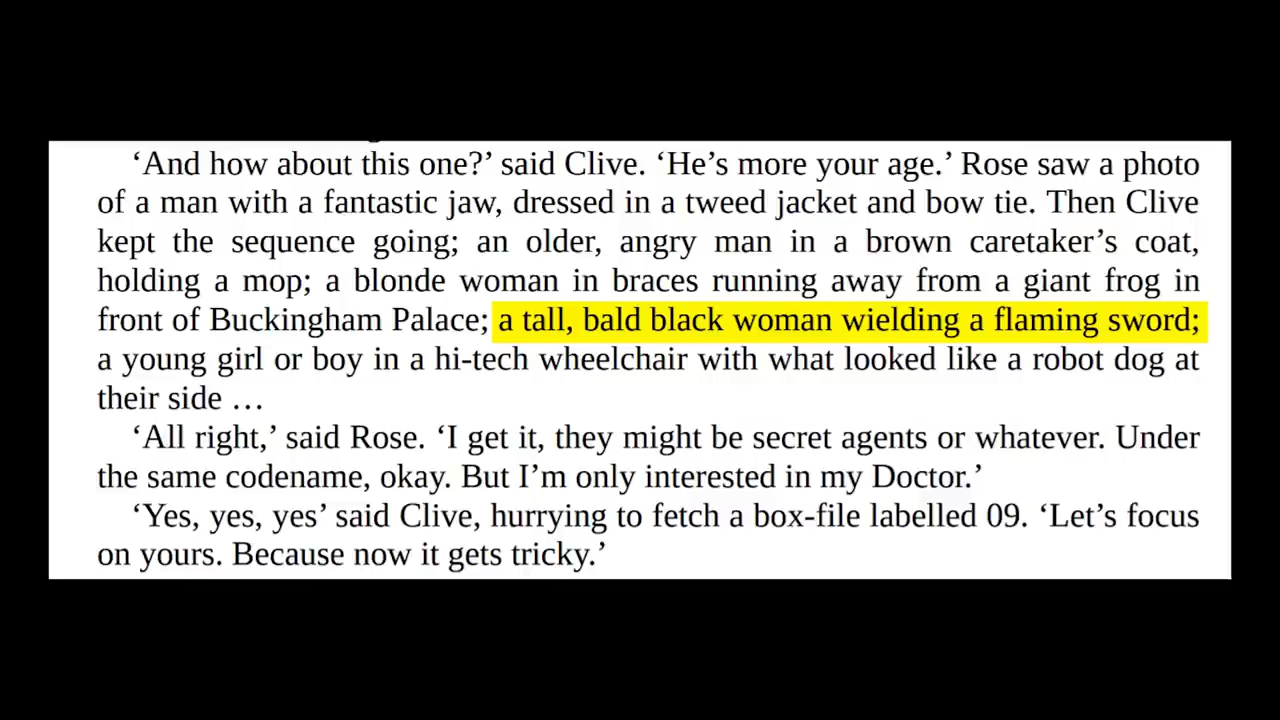 ‘And how about this one?’ said Clive. ‘He’s more your age.’ Rose saw a photo
of a man with a fantastic jaw, dressed in a tweed jacket and bow tie. Then Clive
kept the sequence going; an older, angry man in a brown caretaker’s coat,
holding a mop; a blonde woman in braces running away from a giant frog in
front of Buckingham Palace; a tall, bald black woman wielding a flaming sword;
a young girl or boy in a hi-tech wheelchair with what looked like a robot dog at
their side …
‘All right,’ said Rose. ‘I get it, they might be secret agents or whatever. Under
the same codename, okay. But I’m only interested in my Doctor.’
‘Yes, yes, yes’ said Clive, hurrying to fetch a box-file labelled 09. ‘Let’s focus
on yours. Because now it gets tricky.’